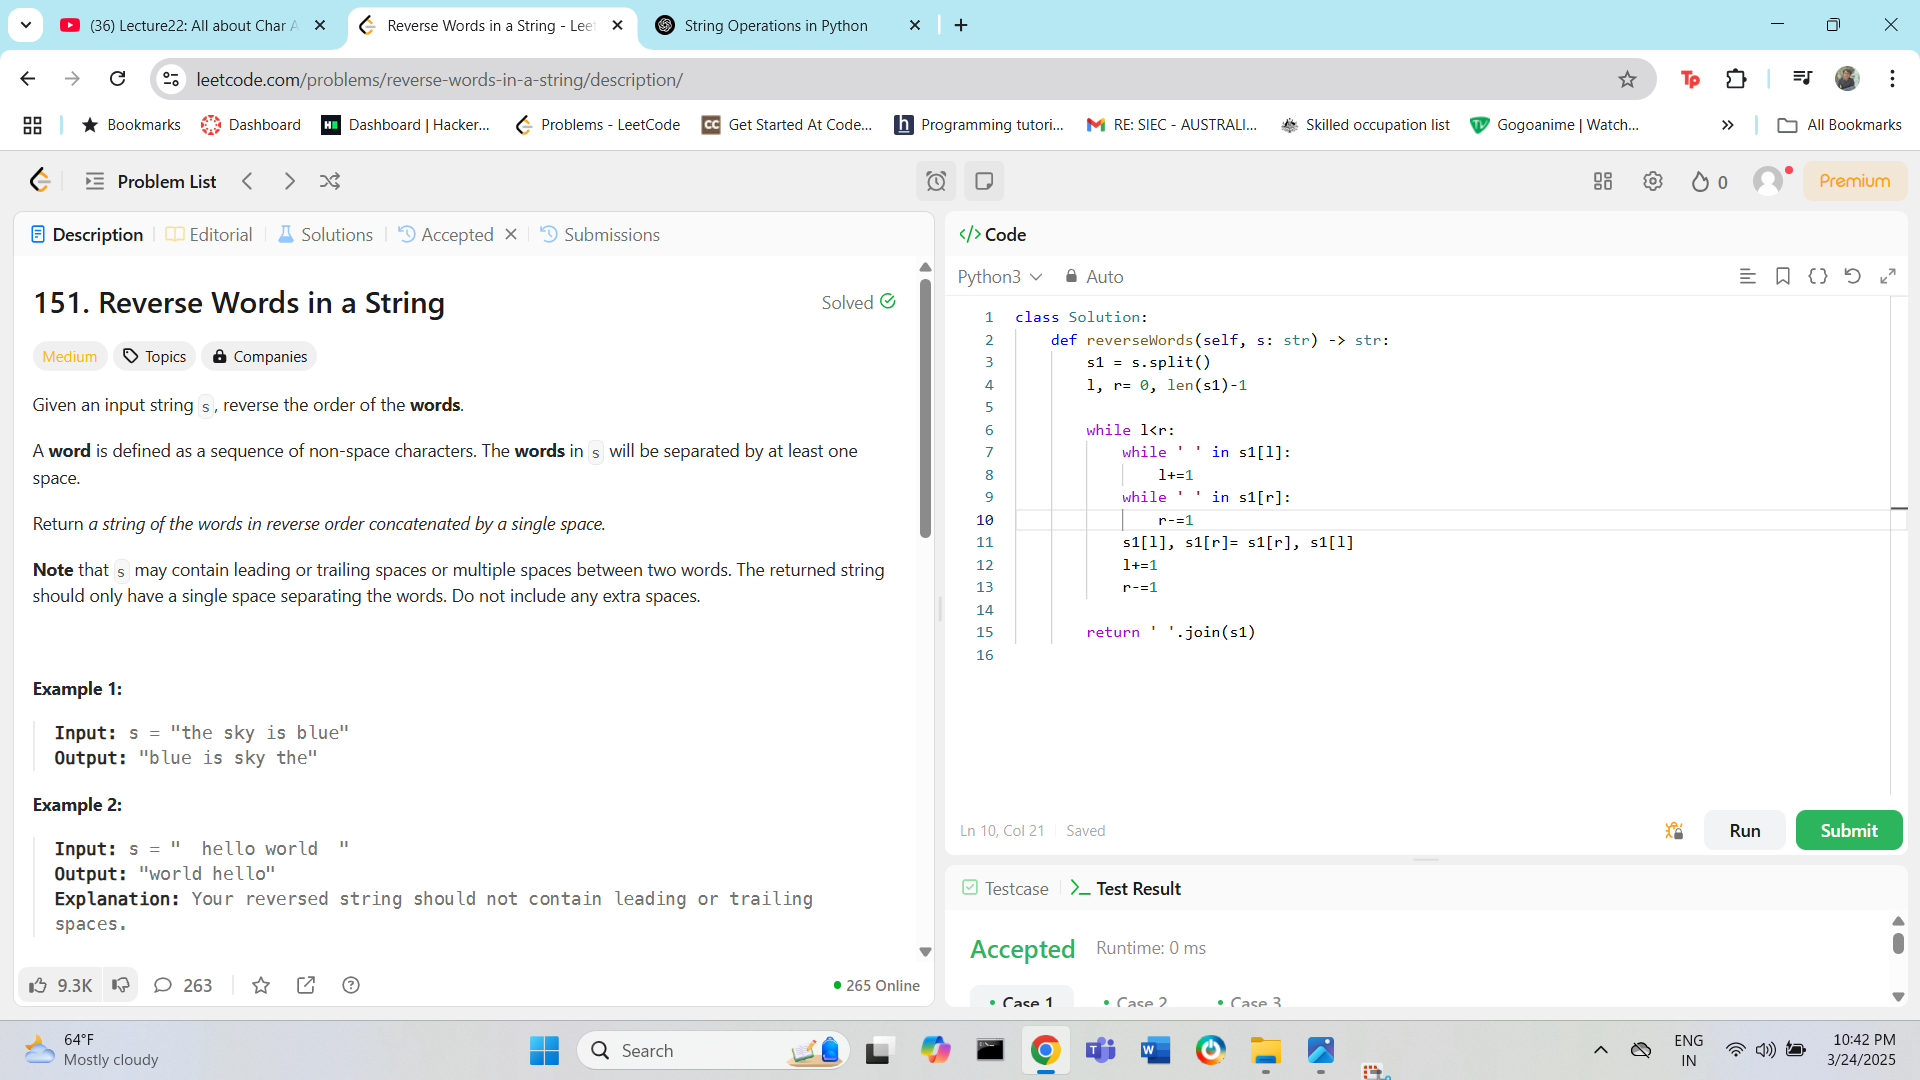 (36) Lecture22: All about Char A
Reverse Words in a String - Leet
String Operations in Python
leetcode.com/problems/reverse-words-in-a-string/description/
Tp
Bookmarks
Dashboard
Dashboard | Hacker...
Problems - LeetCode
Get Started At Code...
Programming tutori...
RE: SIEC - AUSTRALI...
Skilled occupation list
Gogoanime | Watch...
All Bookmarks
Problem List
0
Premium
Description
Editorial
Solutions
Accepted
Submissions
151. Reverse Words in a String
Solved
Medium
Topics
Companies
Given an input string s, reverse the order of the words.
A word is defined as a sequence of non-space characters. The words in s will be separated by at least one
space.
Return a string of the words in reverse order concatenated by a single space.
Note that s may contain leading or trailing spaces or multiple spaces between two words. The returned string
should only have a single space separating the words. Do not include any extra spaces.
Example 1:
Input: s = "the sky is blue"
Output: "blue is sky the"
Example 2:
Input: s = "  hello world  "
Output: "world hello"
Explanation: Your reversed string should not contain leading or trailing
spaces.
9.3K
263
265 Online
</> Code
Python3
Auto
1 class Solution:
2     def reverseWords(self, s: str) -> str:
3         s1 = s.split()
4         l, r= 0, len(s1)-1
5
6         while l<r:
7             while ' ' in s1[l]:
8                 l+=1
9             while ' ' in s1[r]:
10                 r-=1
11             s1[l], s1[r]= s1[r], s1[l]
12             l+=1
13             r-=1
14
15         return ' '.join(s1)
16
Ln 10, Col 21
Saved
Run
Submit
Testcase
Test Result
Accepted
Runtime: 0 ms
Case 1
Case 2
Case 3
64°F
Mostly cloudy
Search
ENG
IN
10:42 PM
3/24/2025